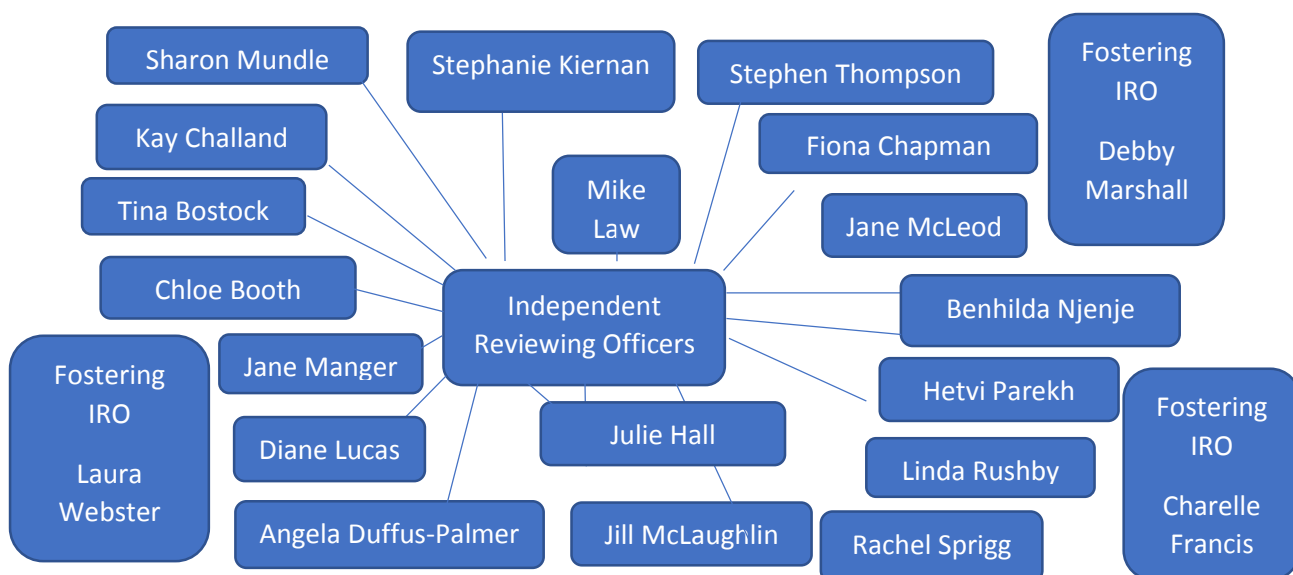 Sharon Mundle
Stephanie Kiernan
Stephen Thompson
Fostering
IRO
Debby
Marshall
Kay Challand
Fiona Chapman
Mike
Law
Tina Bostock
Jane McLeod
Chloe Booth
Independent
Reviewing Officers
Benhilda Njenje
Fostering
IRO
Laura
Webster
Jane Manger
Hetvi Parekh
Fostering
IRO
Charelle
Francis
Diane Lucas
Julie Hall
Linda Rushby
Angela Duffus-Palmer
Jill McLaughlin
Rachel Sprigg